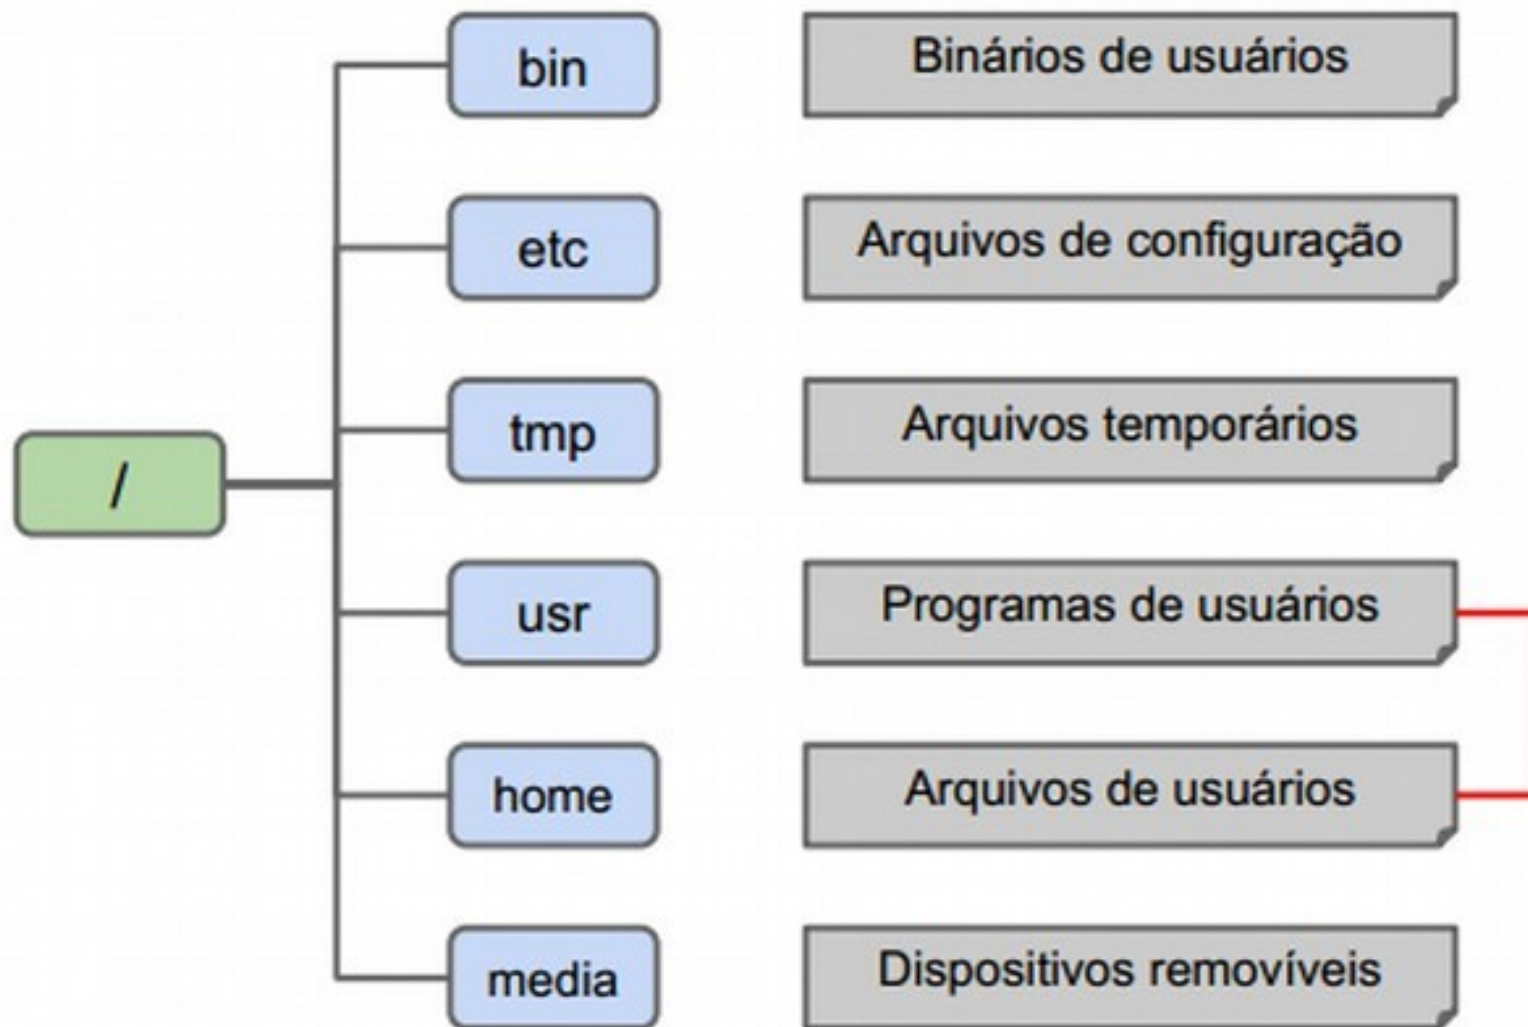 bin
Binários de usuários
etc
Arquivos de configuração
tmp
Arquivos temporários
/
usr
Programas de usuários
home
Arquivos de usuários
media
Dispositivos removíveis